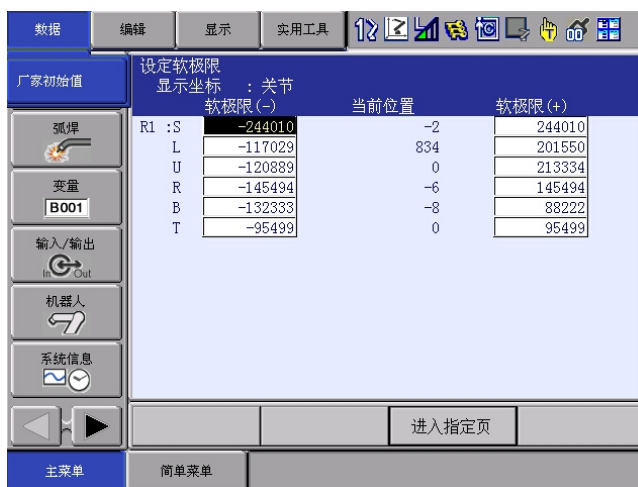 数据 编辑 显示 实用工具
厂家初始值
设定软极限
显示坐标 : 关节
软极限(-) 当前位置 软极限(+)
R1 :S -244010 -2 244010
L -117029 834 201550
U -120889 0 213334
R -145494 -6 145494
B -132333 -8 88222
T -95499 0 95499
弧焊
变量
B001
输入/输出
In Out
机器人
系统信息
进入指定页
主菜单 简单菜单